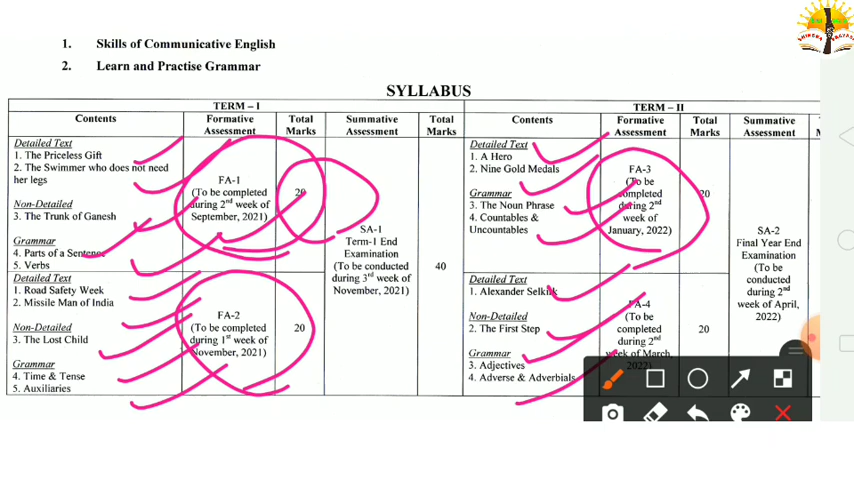 1. Skills of Communicative English
2. Learn and Practise Grammar
SYLLABUS
TERM – I
Contents
Formative Assessment
Total Marks
Summative Assessment
Total Marks
Detailed Text
1. The Priceless Gift
2. The Swimmer who does not need
her legs
Non-Detailed
3. The Trunk of Ganesh
Grammar
4. Parts of a Sentence
5. Verbs
FA-1
(To be completed
during 2nd week of
September, 2021)
20
Detailed Text
1. Road Safety Week
2. Missile Man of India
Non-Detailed
3. The Lost Child
Grammar
4. Time & Tense
5. Auxiliaries
FA-2
(To be completed
during 1st week of
November, 2021)
20
SA-1
Term-1 End
Examination
(To be conducted
during 3rd week of
November, 2021)
40
TERM – II
Contents
Formative Assessment
Total Marks
Summative Assessment
Detailed Text
1. A Hero
2. Nine Gold Medals
Grammar
3. The Noun Phrase
4. Countables &
Uncountables
FA-3
(To be
completed
during 2nd
week of
January, 2022)
20
Detailed Text
1. Alexander Selkirk
Non-Detailed
2. The First Step
Grammar
3. Adjectives
4. Adverse & Adverbials
FA-4
(To be
completed
during 2nd
week of March,
2022)
20
SA-2
Final Year End
Examination
(To be
conducted
during 2nd
week of April,
2022)